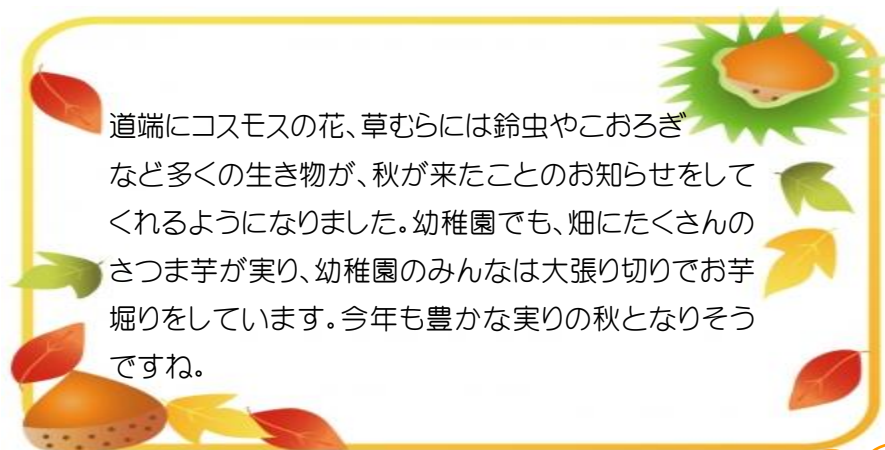 道端にコスモスの花、草むらには鈴虫やこおろぎ
など多くの生き物が、秋が来たことのお知らせをして
くれるようになりました。幼稚園でも、畑にたくさんの
さつま芋が実り、幼稚園のみんなは大張り切りでお芋
堀りをしています。今年も豊かな実りの秋となりそう
ですね。